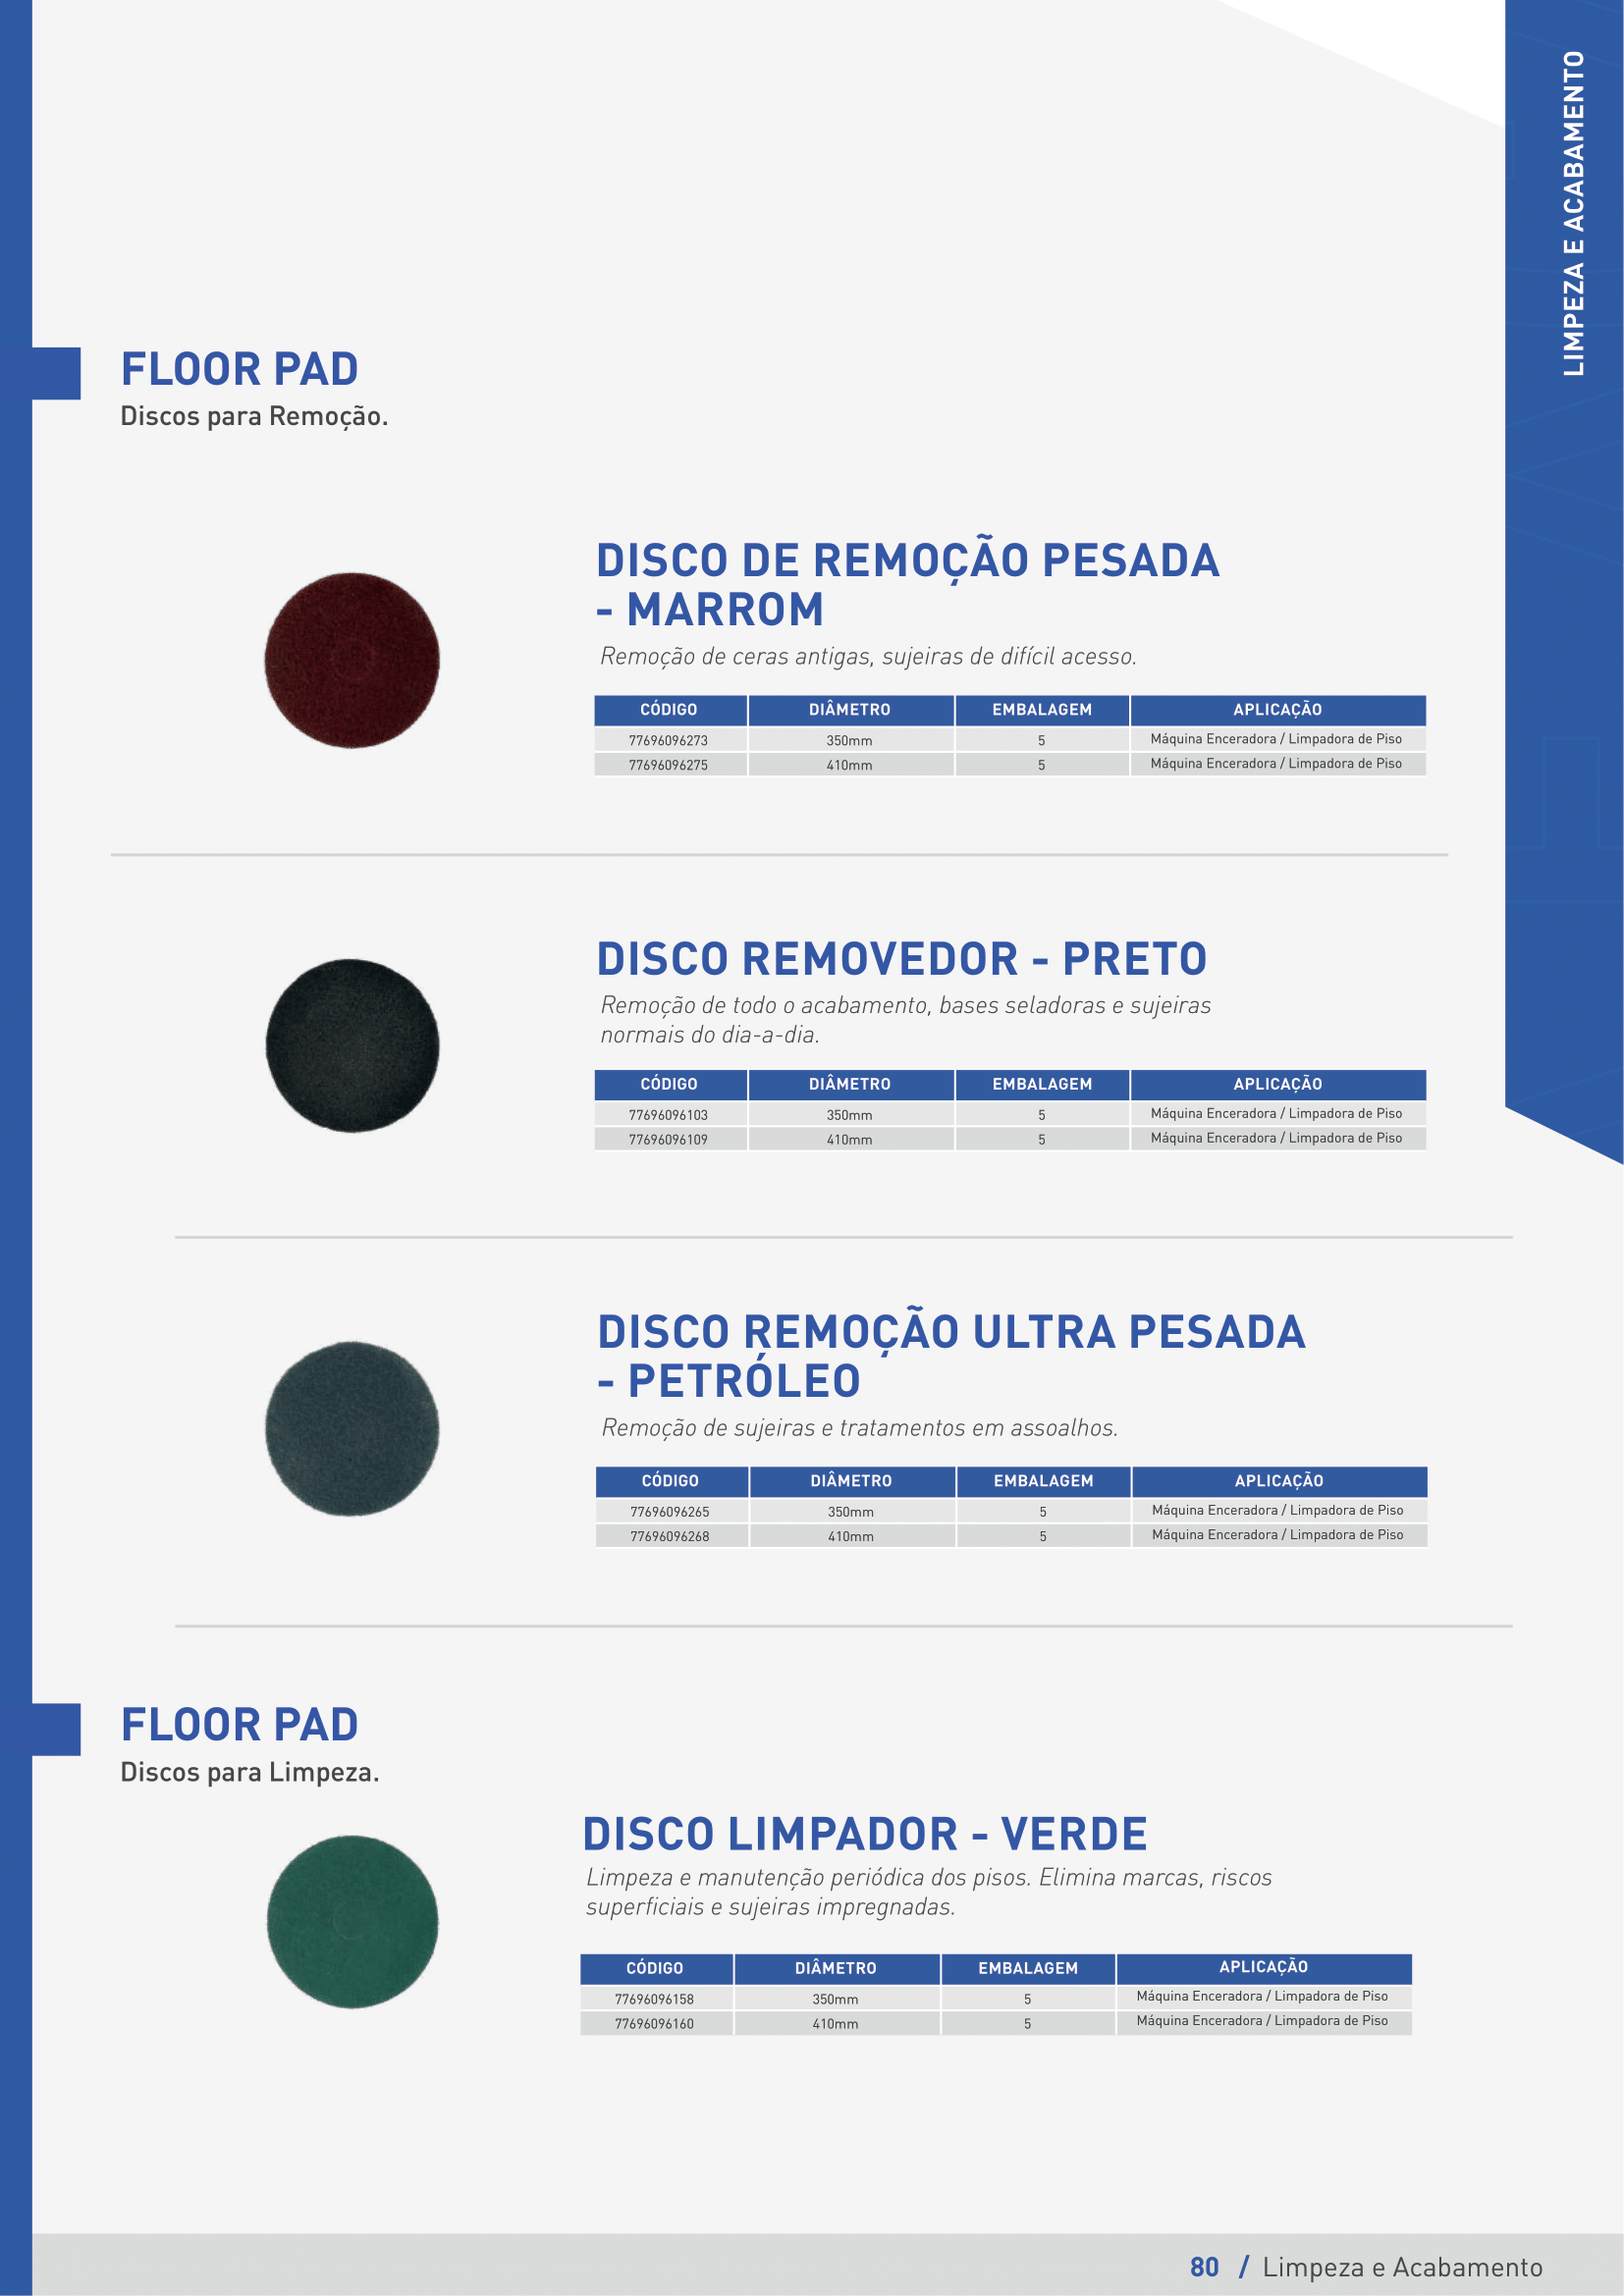 LIMPEZA E ACABAMENTO
FLOOR PAD
Discos para Remoção.
DISCO DE REMOÇÃO PESADA
- MARROM
Remoção de ceras antigas, sujeiras de difícil acesso.
CÓDIGO DIÂMETRO EMBALAGEM APLICAÇÃO
77696096273 350mm 5 Máquina Enceradora / Limpadora de Piso
77696096275 410mm 5 Máquina Enceradora / Limpadora de Piso
DISCO REMOVEDOR - PRETO
Remoção de todo o acabamento, bases seladoras e sujeiras
normais do dia-a-dia.
CÓDIGO DIÂMETRO EMBALAGEM APLICAÇÃO
77696096103 350mm 5 Máquina Enceradora / Limpadora de Piso
77696096109 410mm 5 Máquina Enceradora / Limpadora de Piso
DISCO REMOÇÃO ULTRA PESADA
- PETRÓLEO
Remoção de sujeiras e tratamentos em assoalhos.
CÓDIGO DIÂMETRO EMBALAGEM APLICAÇÃO
77696096265 350mm 5 Máquina Enceradora / Limpadora de Piso
77696096268 410mm 5 Máquina Enceradora / Limpadora de Piso
FLOOR PAD
Discos para Limpeza.
DISCO LIMPADOR - VERDE
Limpeza e manutenção periódica dos pisos. Elimina marcas, riscos
superficiais e sujeiras impregnadas.
CÓDIGO DIÂMETRO EMBALAGEM APLICAÇÃO
77696096158 350mm 5 Máquina Enceradora / Limpadora de Piso
77696096160 410mm 5 Máquina Enceradora / Limpadora de Piso
80 / Limpeza e Acabamento